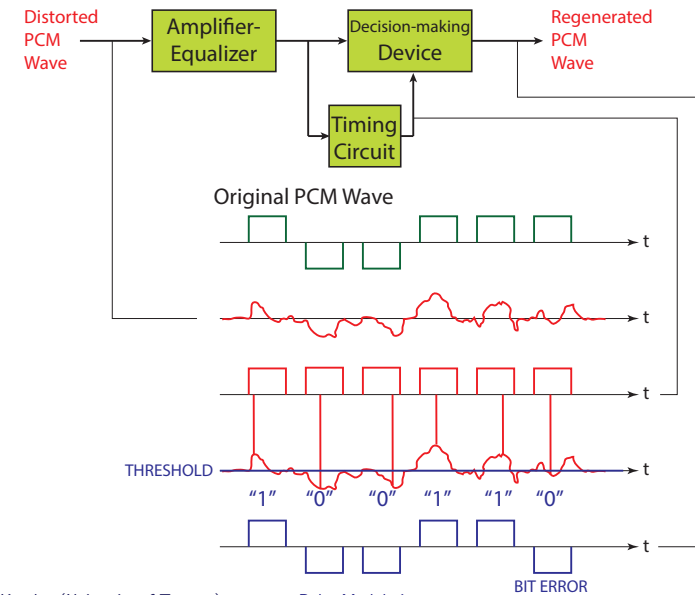 Distorted
PCM
Wave
Amplifier-
Equalizer
Decision-making
Device
Regenerated
PCM
Wave
Timing
Circuit
Original PCM Wave
t
t
t
THRESHOLD
t
“1” “0” “0” “1” “1” “0”
t
BIT ERROR